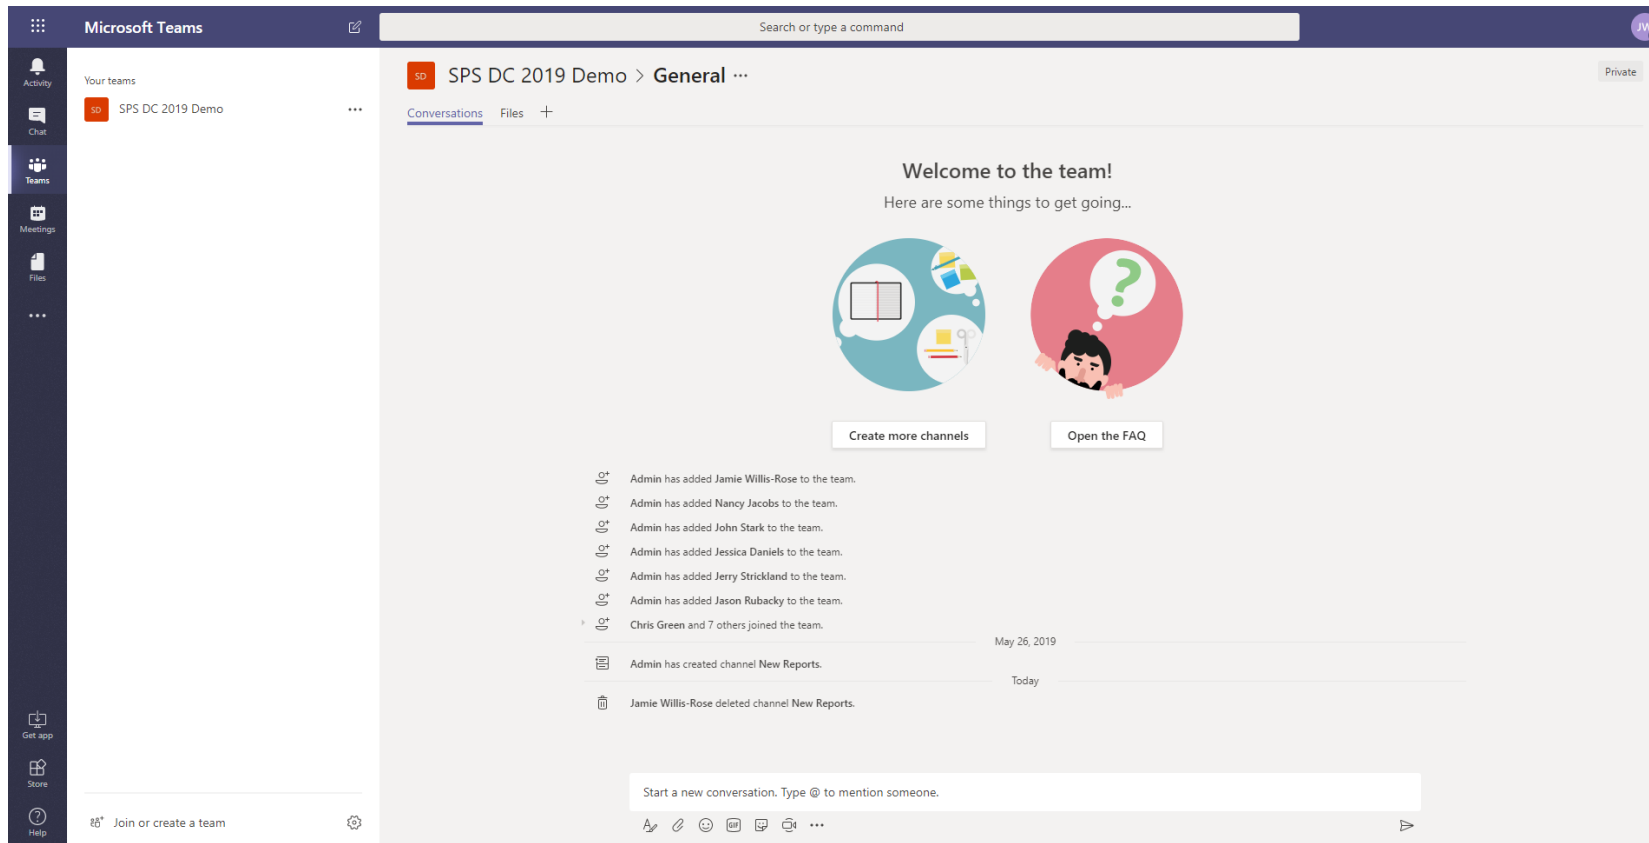 Microsoft Teams
Search or type a command
JW
Activity
Chat
Teams
Meetings
Files
Get app
Store
Help
Your teams
SD SPS DC 2019 Demo
Join or create a team
SD SPS DC 2019 Demo > General
Private
Conversations Files
Welcome to the team!
Here are some things to get going...
?
Create more channels
Open the FAQ
Admin has added Jamie Willis-Rose to the team.
Admin has added Nancy Jacobs to the team.
Admin has added John Stark to the team.
Admin has added Jessica Daniels to the team.
Admin has added Jerry Strickland to the team.
Admin has added Jason Rubacky to the team.
Chris Green and 7 others joined the team.
May 26, 2019
Admin has created channel New Reports.
Today
Jamie Willis-Rose deleted channel New Reports.
Start a new conversation. Type @ to mention someone.
GIF